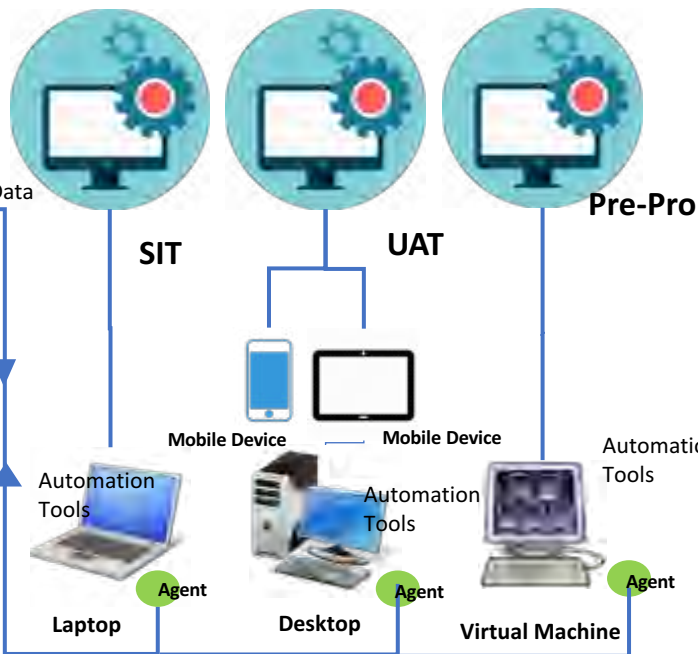 Data
Pre-Pro
SIT
UAT
Mobile Device
Mobile Device
Automation
Tools
Automation
Tools
Automatio
Tools
Agent
Agent
Agent
Laptop
Desktop
Virtual Machine